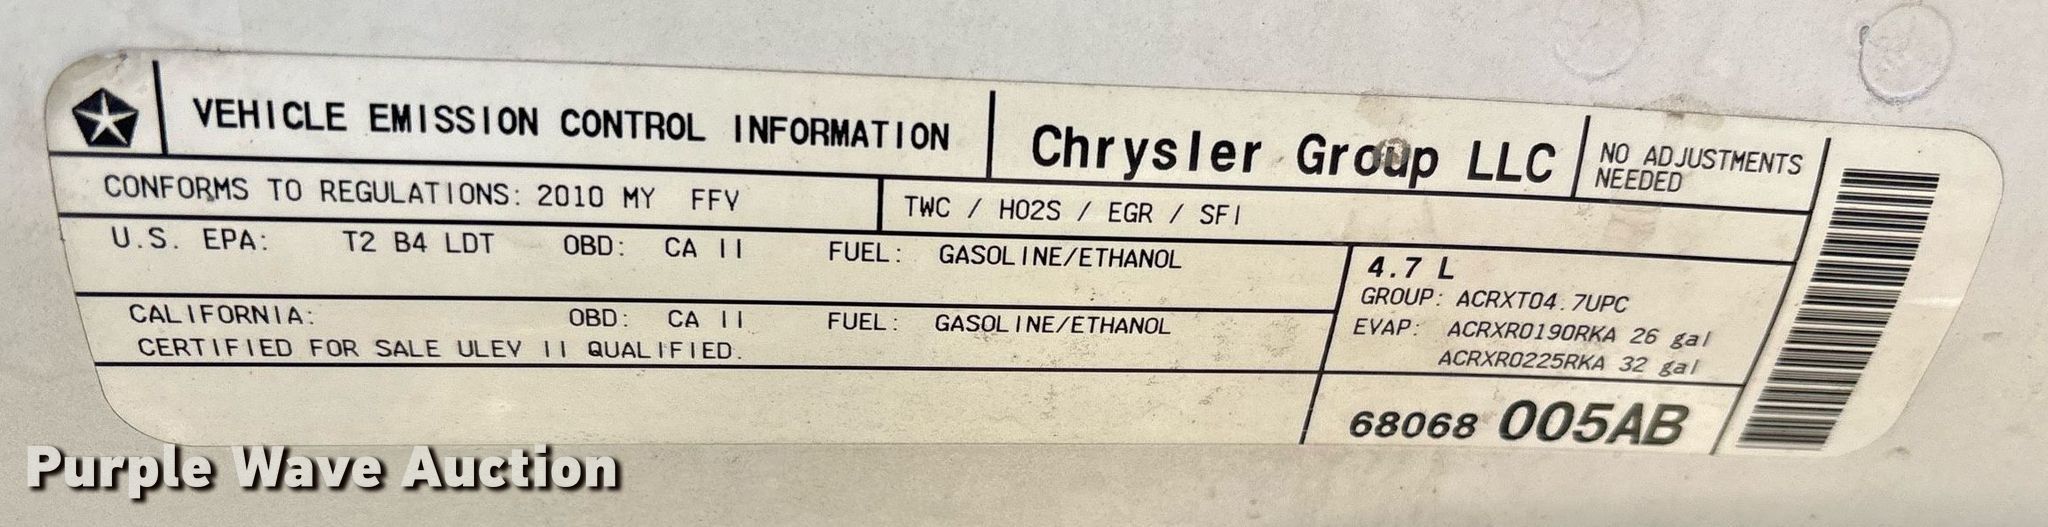 VEHICLE EMISSION CONTROL INFORMATION
Chrysler Group LLC
NO ADJUSTMENTS
NEEDED
CONFORMS TO REGULATIONS: 2010 MY FFV
TWC / HO2S / EGR / SFI
U.S. EPA: T2 B4 LDT OBD: CA II FUEL: GASOLINE/ETHANOL
CALIFORNIA: OBD: CA II FUEL: GASOLINE/ETHANOL
CERTIFIED FOR SALE ULEV II QUALIFIED.
4.7 L
GROUP: ACRXT04.7UPC
EVAP: ACRXR0190RKA 26 gal
ACRXR0225RKA 32 gal
68068 005AB
Purple Wave Auction